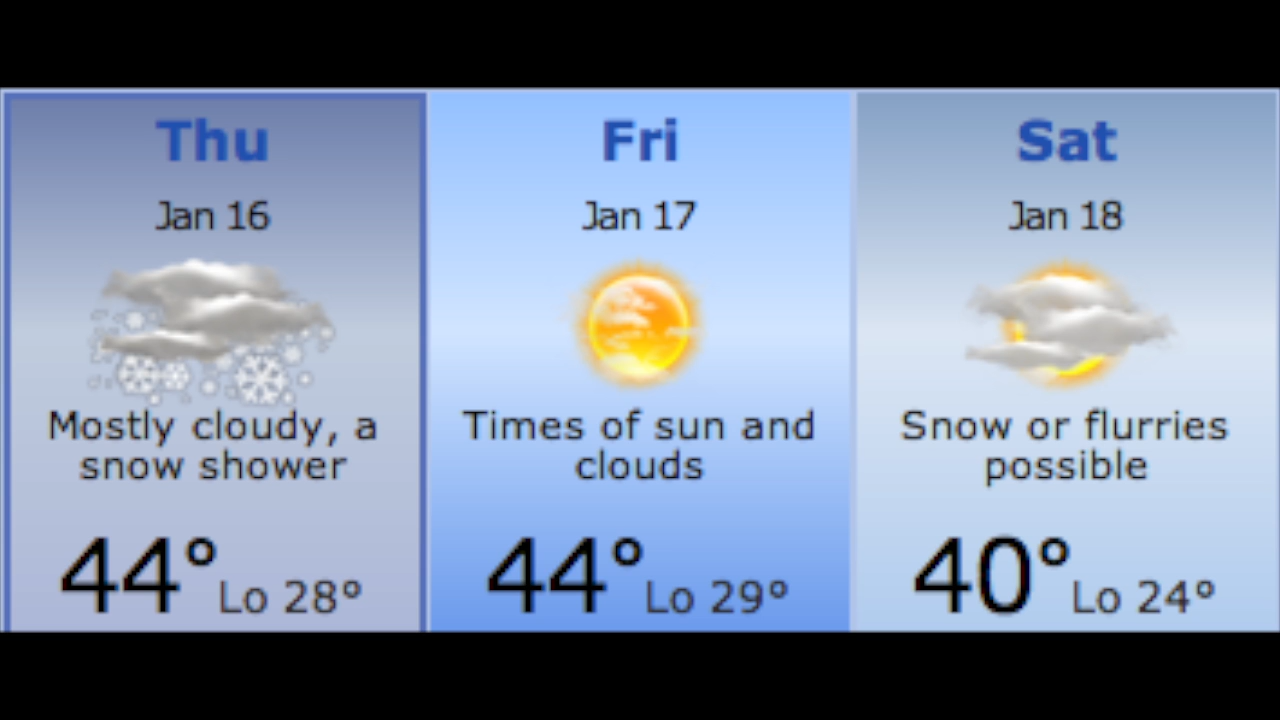 Thu
Jan 16
Mostly cloudy, a
snow shower
44° Lo 28°
Fri
Jan 17
Times of sun and
clouds
44° Lo 29°
Sat
Jan 18
Snow or flurries
possible
40° Lo 24°